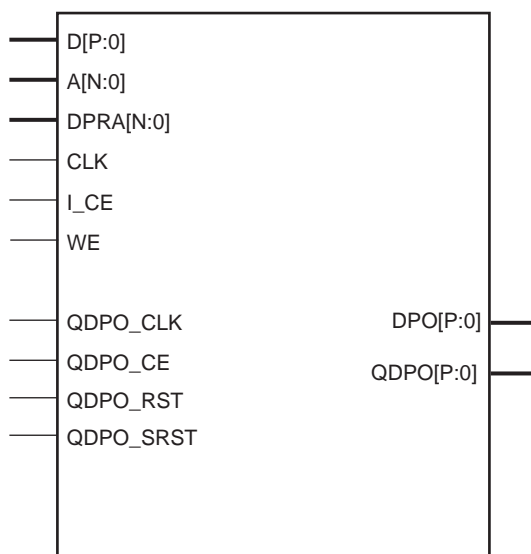 D[P:0]
A[N:0]
DPRA[N:0]
CLK
I_CE
WE
QDPO_CLK
QDPO_CE
QDPO_RST
QDPO_SRST
DPO[P:0]
QDPO[P:0]